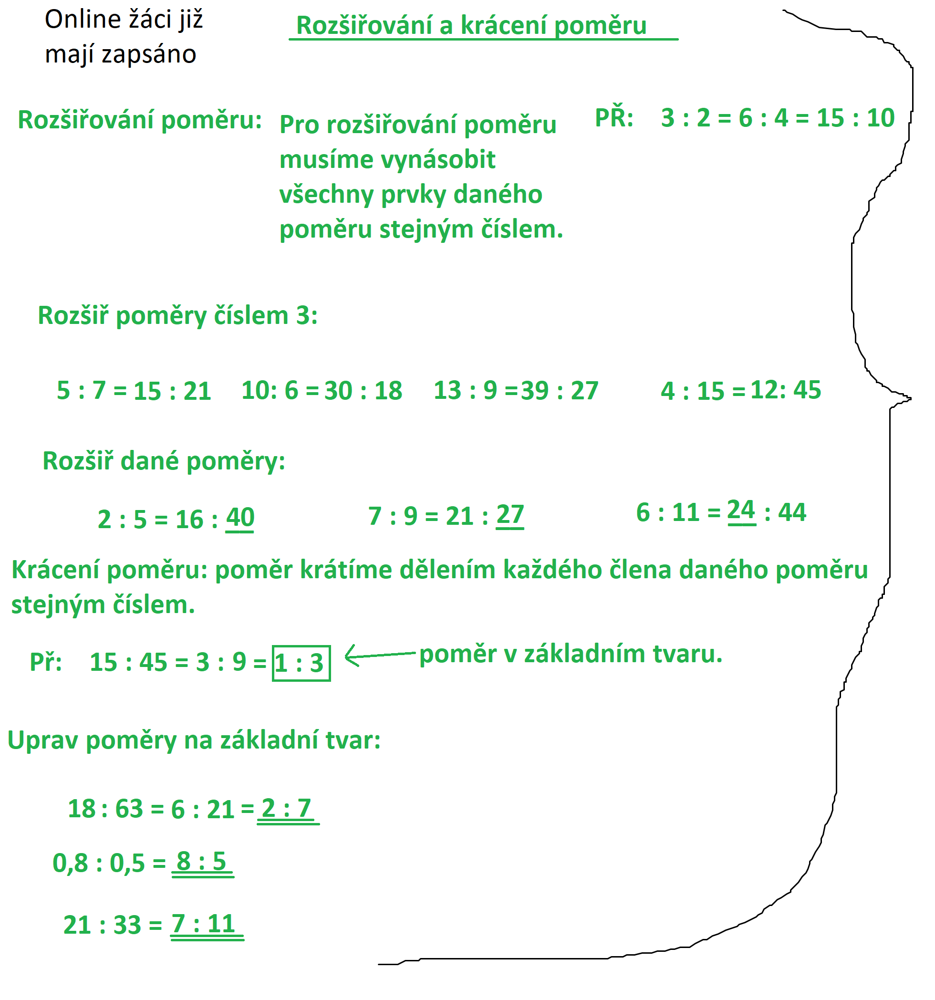 Online žáci již
mají zapsáno
Rozšiřování a krácení poměru
Rozšiřování poměru:
Pro rozšiřování poměru
musíme vynásobit
všechny prvky daného
poměru stejným číslem.
PŘ: 3 : 2 = 6 : 4 = 15 : 10
Rozšiř poměry číslem 3:
5 : 7 = 15 : 21 10: 6 = 30 : 18 13 : 9 = 39 : 27 4 : 15 = 12: 45
Rozšiř dané poměry:
2 : 5 = 16 : 40 7 : 9 = 21 : 27 6 : 11 = 24 : 44
Krácení poměru: poměr krátíme dělením každého člena daného poměru
stejným číslem.
Př: 15 : 45 = 3 : 9 = 1 : 3 poměr v základním tvaru.
Uprav poměry na základní tvar:
18 : 63 = 6 : 21 = 2 : 7
0,8 : 0,5 = 8 : 5
21 : 33 = 7 : 11